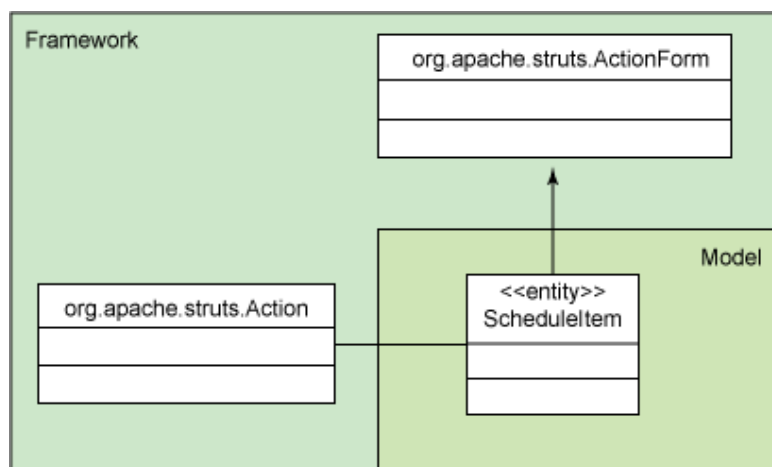 Framework
org.apache.struts.ActionForm
Model
<<entity>>
ScheduleItem
org.apache.struts.Action